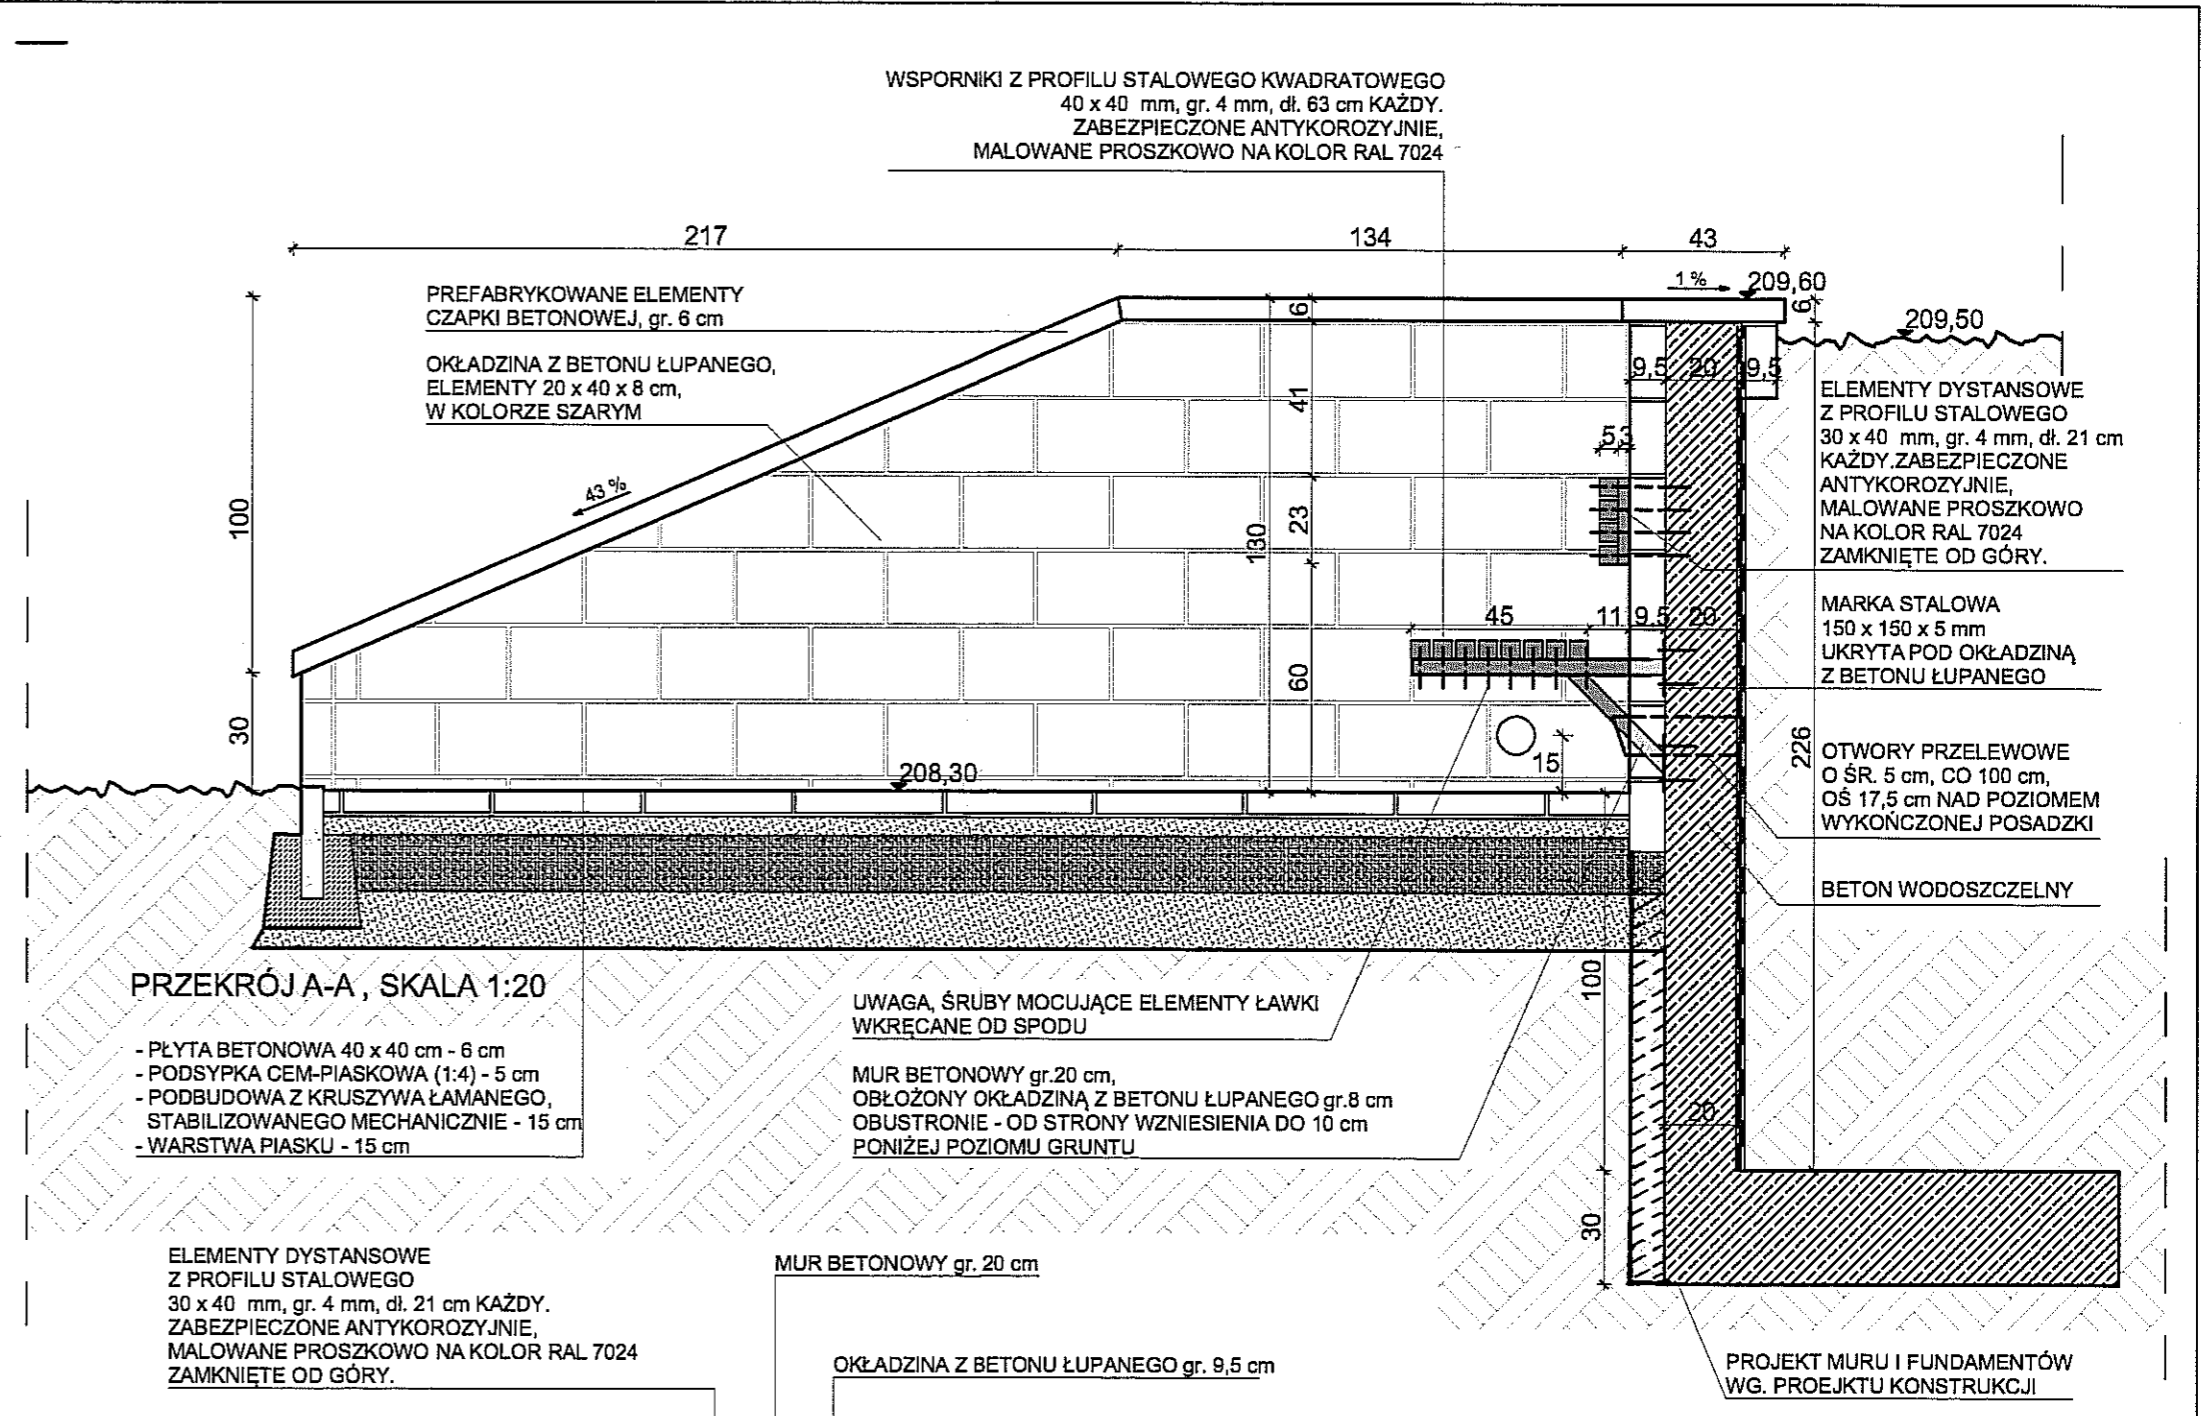 WSPORNIKI Z PROFILU STALOWEGO KWADRATOWEGO
40 x 40 mm, gr. 4 mm, dł. 63 cm KAŻDY.
ZABEZPIECZONE ANTYKOROZYJNIE,
MALOWANE PROSZKOWO NA KOLOR RAL 7024
217
134
43
1 %
209,60
6
6
209,50
PREFABRYKOWANE ELEMENTY
CZAPKI BETONOWEJ, gr. 6 cm
OKŁADZINA Z BETONU ŁUPANEGO,
ELEMENTY 20 x 40 x 8 cm,
W KOLORZE SZARYM
9,5
20
9,5
41
53
43 %
100
130
23
ELEMENTY DYSTANSOWE
Z PROFILU STALOWEGO
30 x 40 mm, gr. 4 mm, dł. 21 cm
KAŻDY.ZABEZPIECZONE
ANTYKOROZYJNIE,
MALOWANE PROSZKOWO
NA KOLOR RAL 7024
ZAMKNIĘTE OD GÓRY.
45
11
9,5
20
60
MARKA STALOWA
150 x 150 x 5 mm
UKRYTA POD OKŁADZINĄ
Z BETONU ŁUPANEGO
30
15
208,30
226
OTWORY PRZELEWOWE
O ŚR. 5 cm, CO 100 cm,
OŚ 17,5 cm NAD POZIOMEM
WYKOŃCZONEJ POSADZKI
BETON WODOSZCZELNY
PRZEKRÓJ A-A , SKALA 1:20
- PŁYTA BETONOWA 40 x 40 cm - 6 cm
- PODSYPKA CEM-PIASKOWA (1:4) - 5 cm
- PODBUDOWA Z KRUSZYWA ŁAMANEGO,
STABILIZOWANEGO MECHANICZNIE - 15 cm
- WARSTWA PIASKU - 15 cm
UWAGA, ŚRUBY MOCUJĄCE ELEMENTY ŁAWKI
WKRĘCANE OD SPODU
MUR BETONOWY gr.20 cm,
OBŁOŻONY OKŁADZINĄ Z BETONU ŁUPANEGO gr.8 cm
OBUSTRONIE - OD STRONY WZNIESIENIA DO 10 cm
PONIŻEJ POZIOMU GRUNTU
100
20
30
ELEMENTY DYSTANSOWE
Z PROFILU STALOWEGO
30 x 40 mm, gr. 4 mm, dł. 21 cm KAŻDY.
ZABEZPIECZONE ANTYKOROZYJNIE,
MALOWANE PROSZKOWO NA KOLOR RAL 7024
ZAMKNIĘTE OD GÓRY.
MUR BETONOWY gr. 20 cm
OKŁADZINA Z BETONU ŁUPANEGO gr. 9,5 cm
PROJEKT MURU I FUNDAMENTÓW
WG. PROEJKTU KONSTRUKCJI